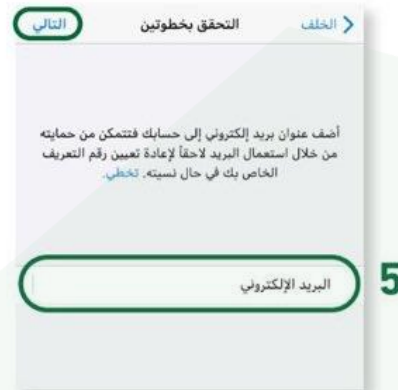 الخلف
التحقق بخطوتين
التالي
أضف عنوان بريد إلكتروني إلى حسابك فتتمكن من حمايته
من خلال استعمال البريد لاحقاً لإعادة تعيين رقم التعريف
الخاص بك في حال نسيته. تخطي.
البريد الإلكتروني
5